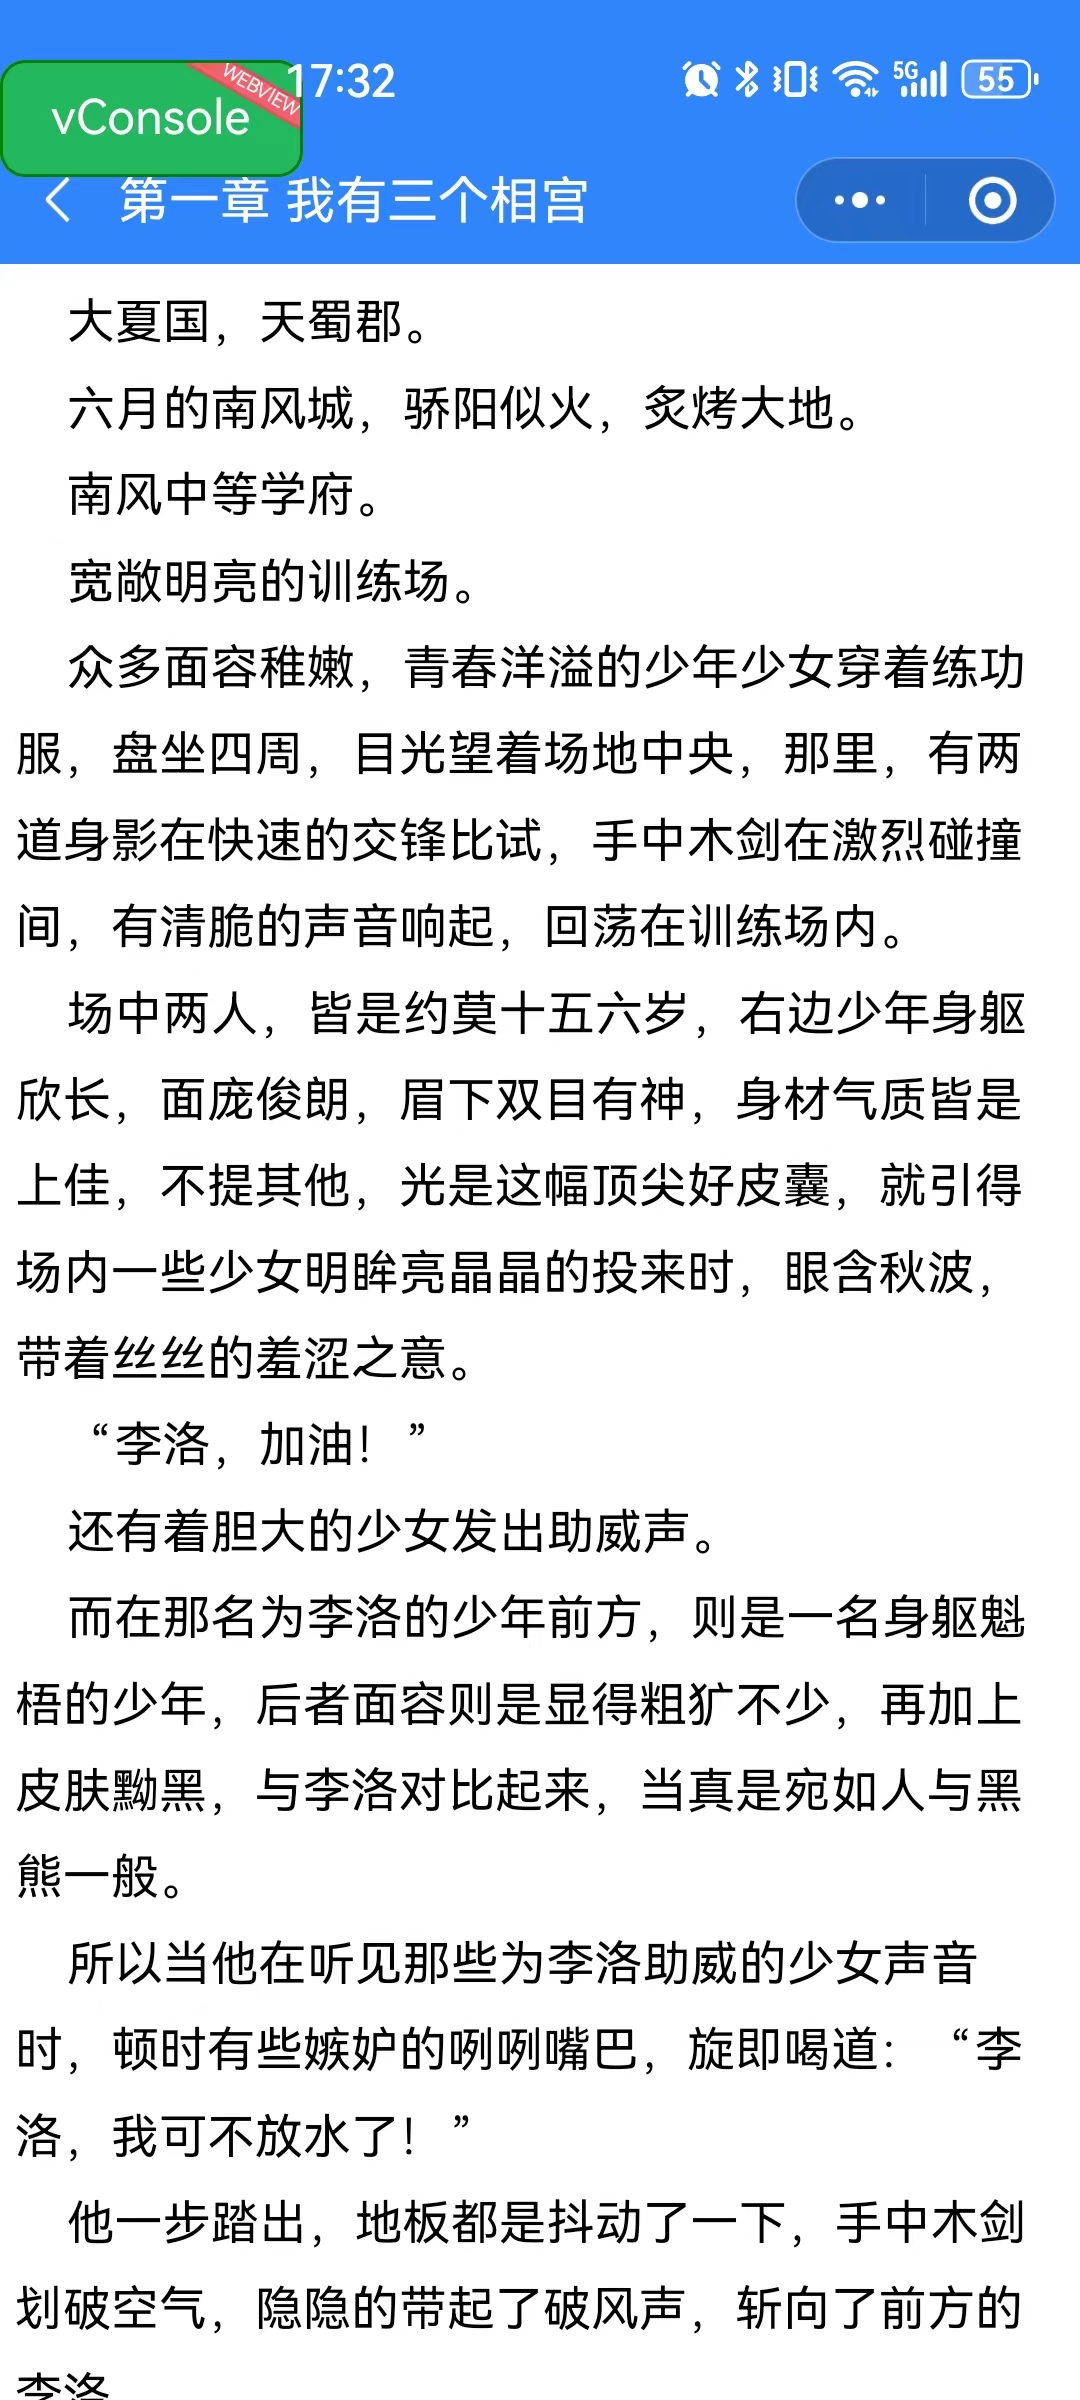 17:32
5G
55
vConsole
WEBVIEW
第一章 我有三个相宫
大夏国，天蜀郡。
六月的南风城，骄阳似火，炙烤大地。
南风中等学府。
宽敞明亮的训练场。
众多面容稚嫩，青春洋溢的少年少女穿着练功
服，盘坐四周，目光望着场地中央，那里，有两
道身影在快速的交锋比试，手中木剑在激烈碰撞
间，有清脆的声音响起，回荡在训练场内。
场中两人，皆是约莫十五六岁，右边少年身躯
欣长，面庞俊朗，眉下双目有神，身材气质皆是
上佳，不提其他，光是这幅顶尖好皮囊，就引得
场内一些少女明眸亮晶晶的投来时，眼含秋波，
带着丝丝的羞涩之意。
“李洛，加油！”
还有着胆大的少女发出助威声。
而在那名为李洛的少年前方，则是一名身躯魁
梧的少年，后者面容则是显得粗犷不少，再加上
皮肤黝黑，与李洛对比起来，当真是宛如人与黑
熊一般。
所以当他在听见那些为李洛助威的少女声音
时，顿时有些嫉妒的咧咧嘴巴，旋即喝道：“李
洛，我可不放水了！”
他一步踏出，地板都是抖动了一下，手中木剑
划破空气，隐隐的带起了破风声，斩向了前方的
李洛